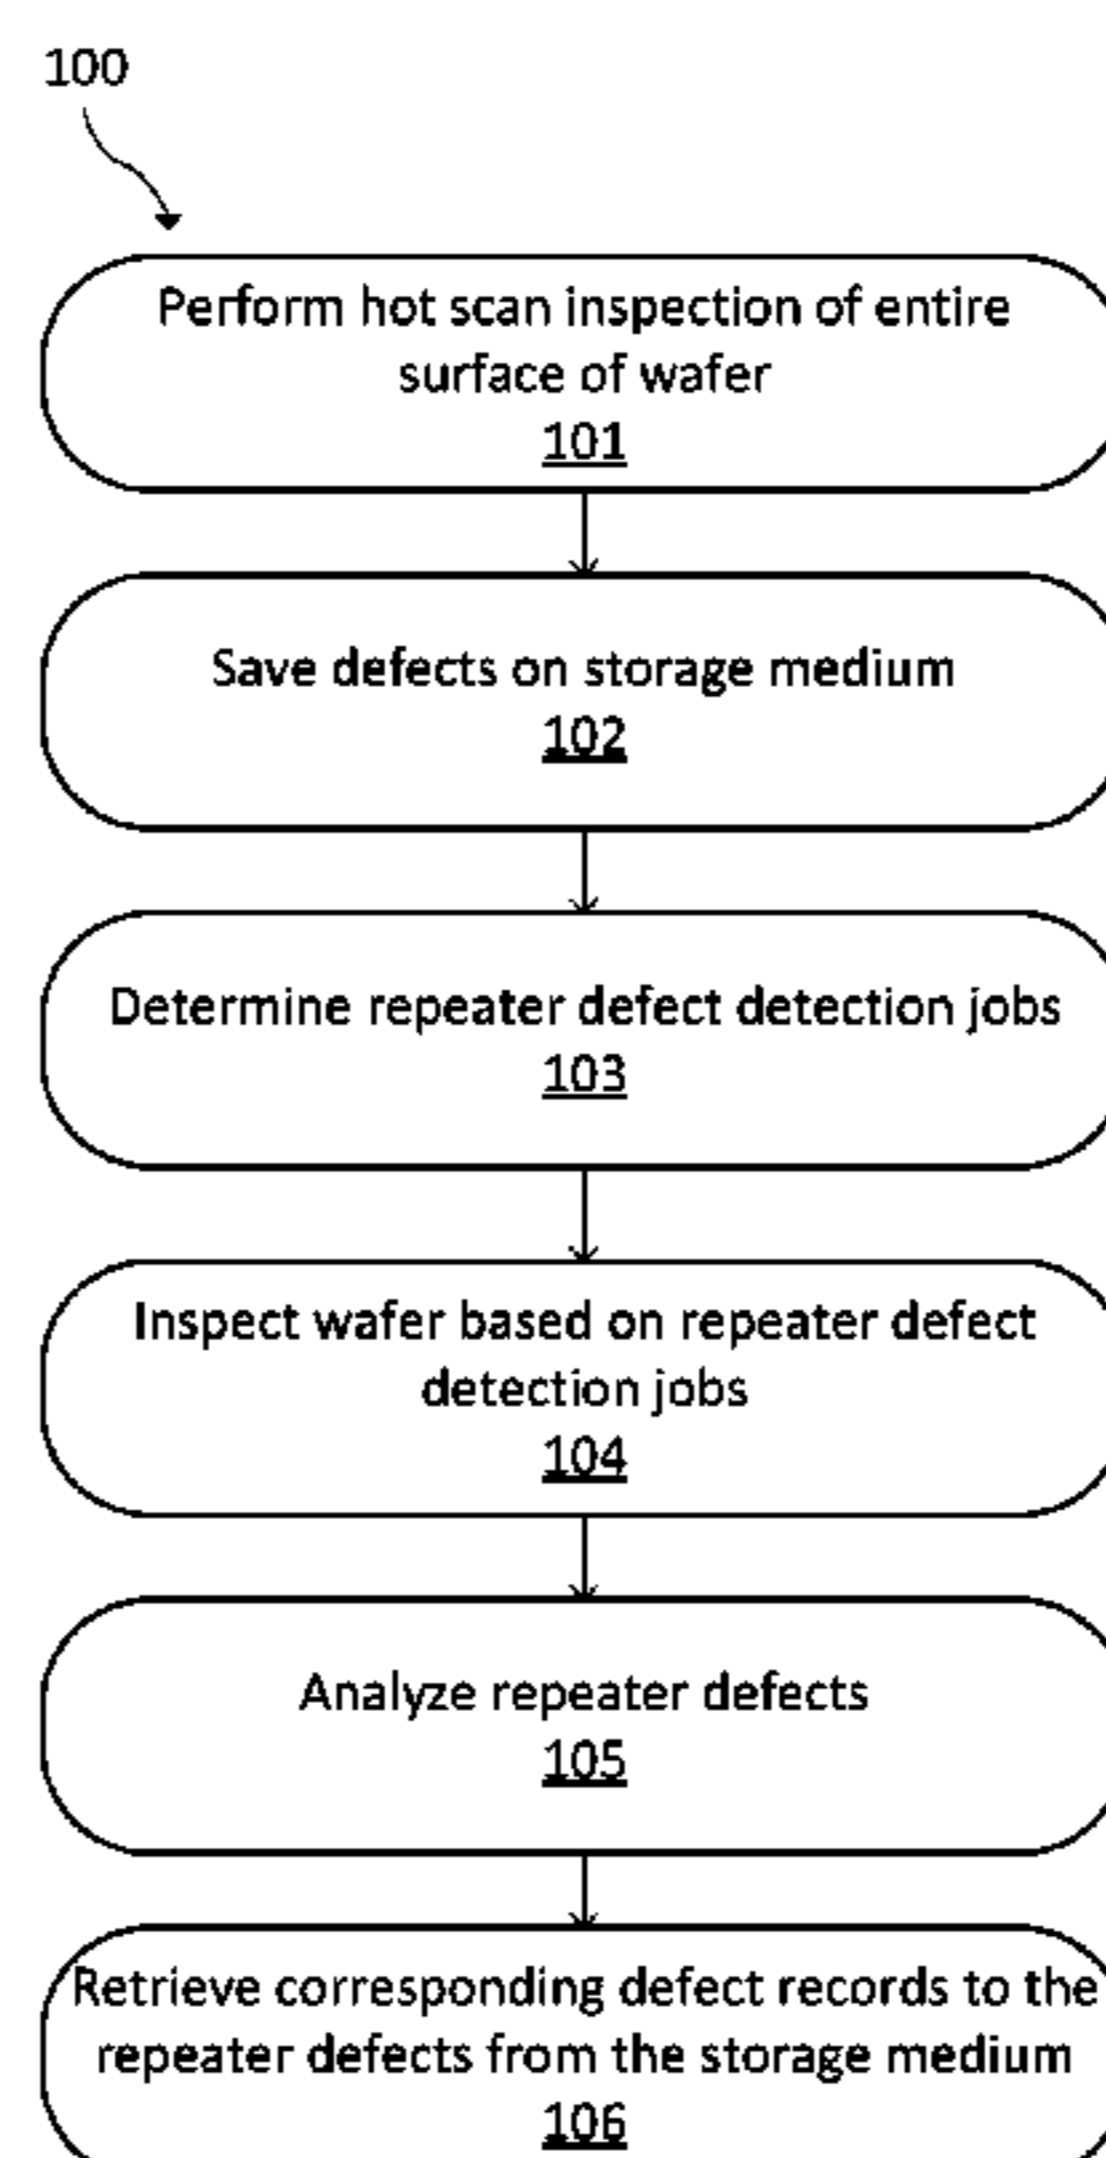 100
Perform hot scan inspection of entire
surface of wafer
101
Save defects on storage medium
102
Determine repeater defect detection jobs
103
Inspect wafer based on repeater defect
detection jobs
104
Analyze repeater defects
105
Retrieve corresponding defect records to the
repeater defects from the storage medium
106